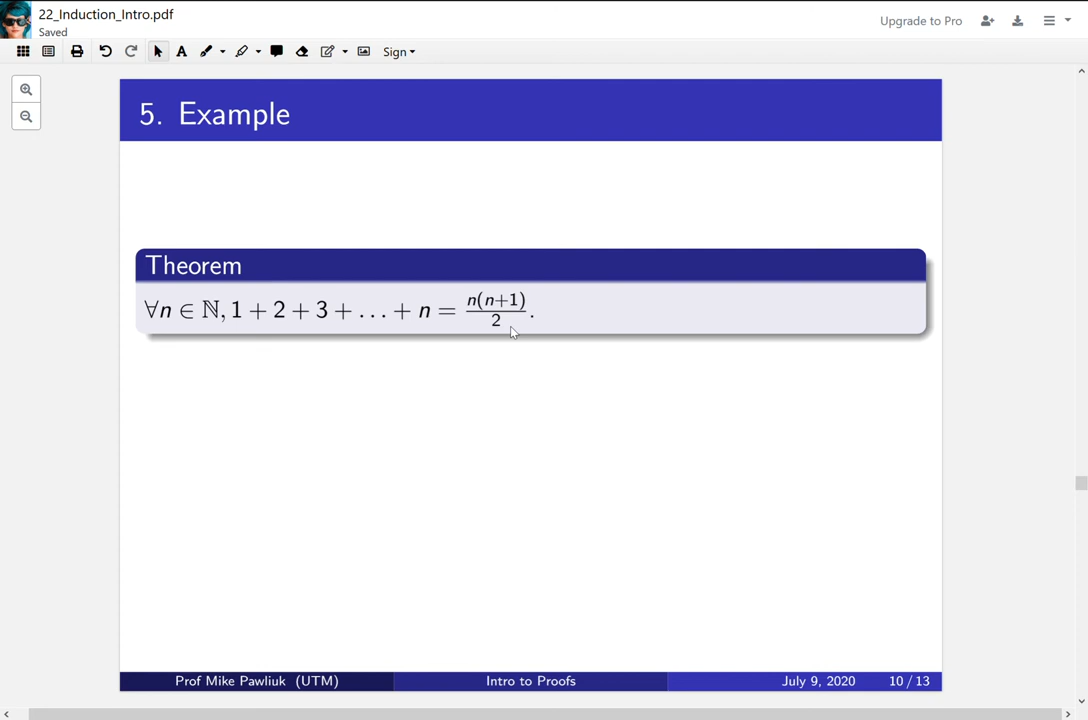 22_Induction_Intro.pdf
Saved
Upgrade to Pro
A
Sign
5. Example
Theorem
∀n ∈ ℕ, 1 + 2 + 3 + . . . + n = n(n+1)/2.
Prof Mike Pawliuk (UTM) Intro to Proofs July 9, 2020 10 / 13